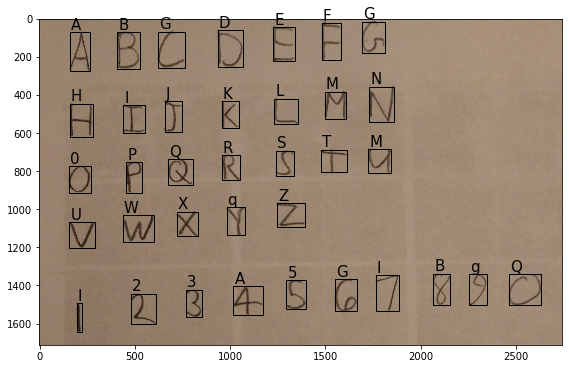 A B G D E F G
0
A B C D E F G
200
H I J K L M N
400
H I J K L M N
600
0 P Q R S T M
800
O P Q R S T U
1000
U W X q Z
V W X Y Z
1200
I 2 3 A 5 G I B g Q
1400
1 2 3 4 5 6 7 8 9 0
1600
0 500 1000 1500 2000 2500